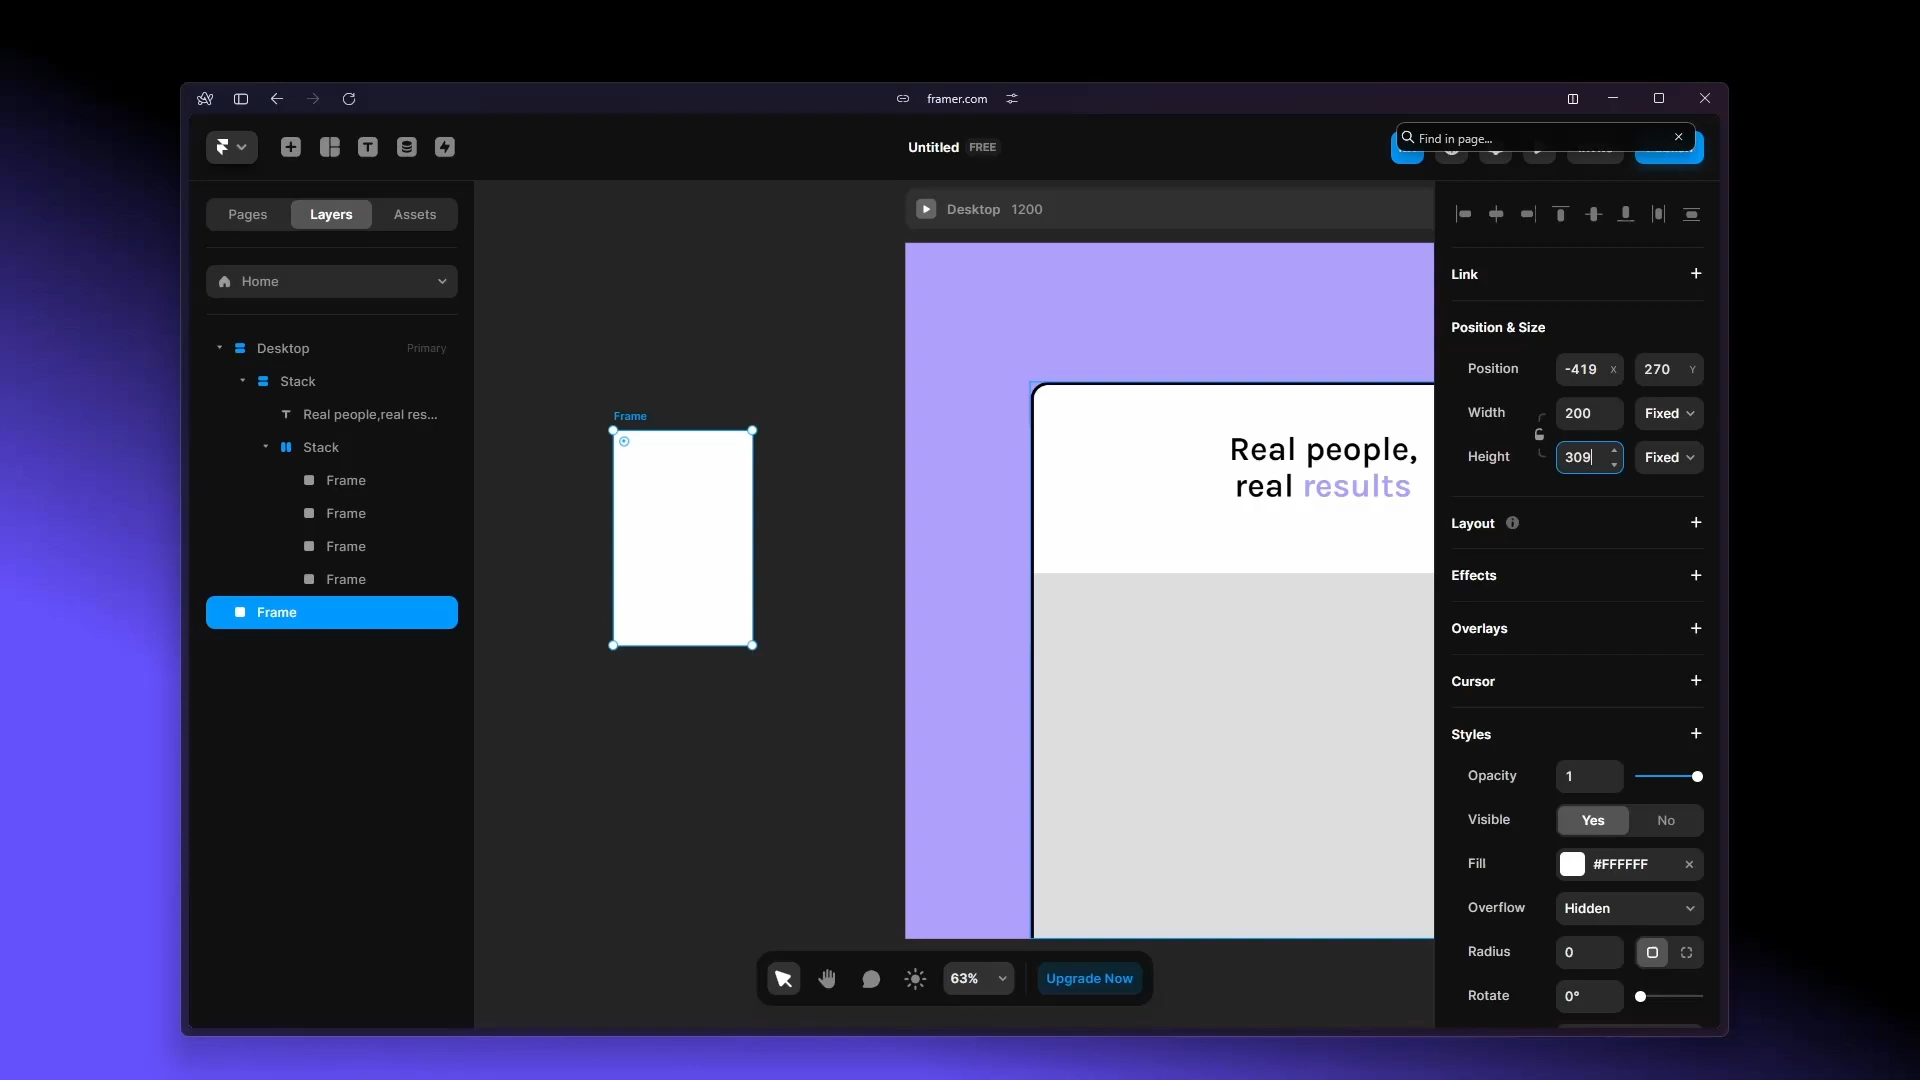 framer.com
Untitled FREE
Find in page...
Pages Layers Assets
Home
Desktop Primary
Stack
Real people,real res...
Stack
Frame
Frame
Frame
Frame
Frame
Desktop 1200
Frame
Real people,
real results
63% Upgrade Now
Link
Position & Size
Position -419 X 270 Y
Width 200 Fixed
Height 309 Fixed
Layout
Effects
Overlays
Cursor
Styles
Opacity 1
Visible Yes No
Fill #FFFFFF
Overflow Hidden
Radius 0
Rotate 0°